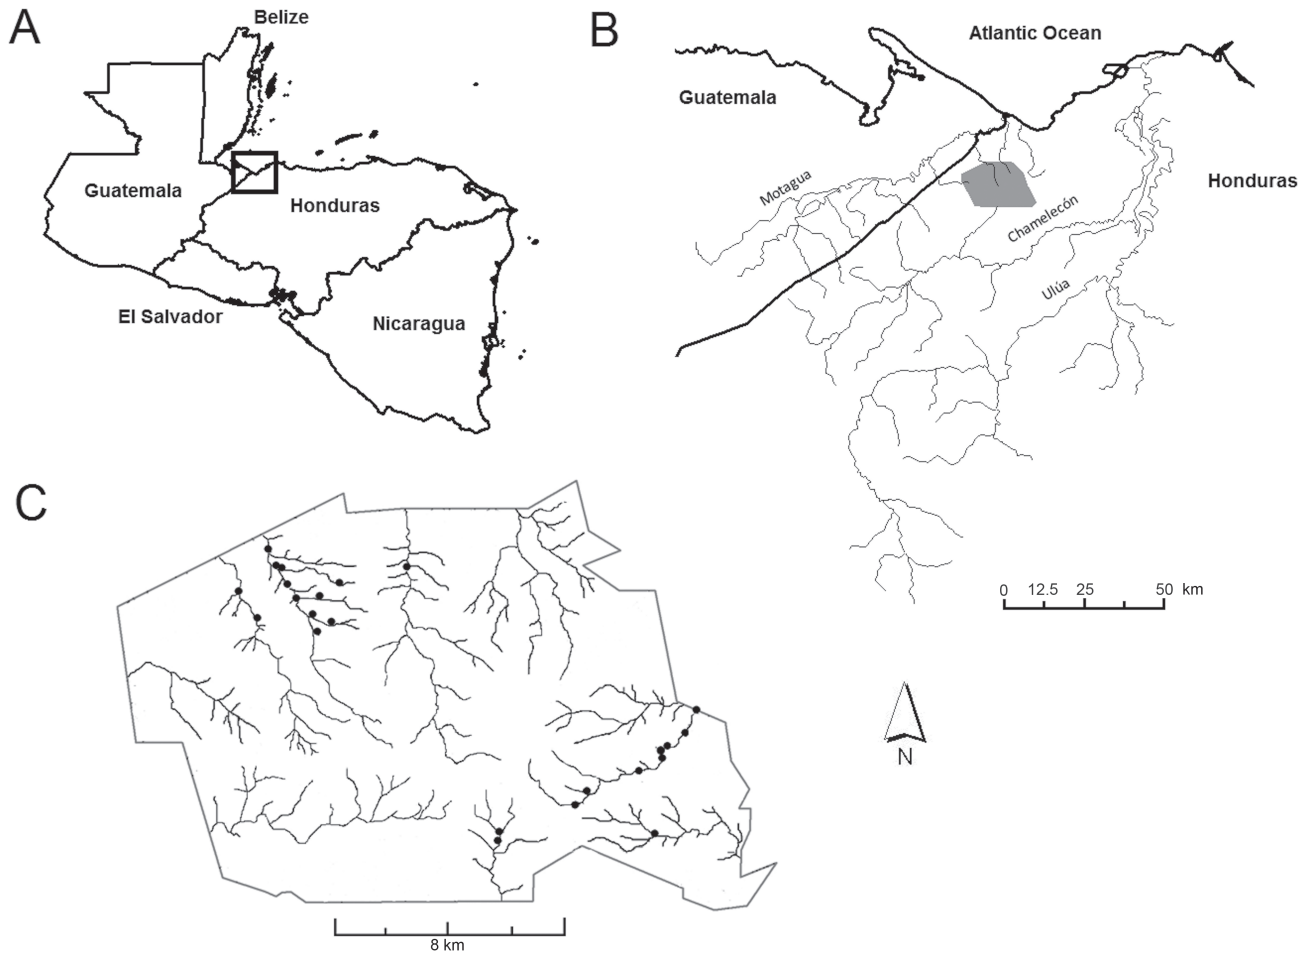 A
Belize
Guatemala
Honduras
El Salvador
Nicaragua
B
Atlantic Ocean
Guatemala
Honduras
Motagua
Chamelecón
Ulúa
0 12.5 25 50 km
N
C
8 km